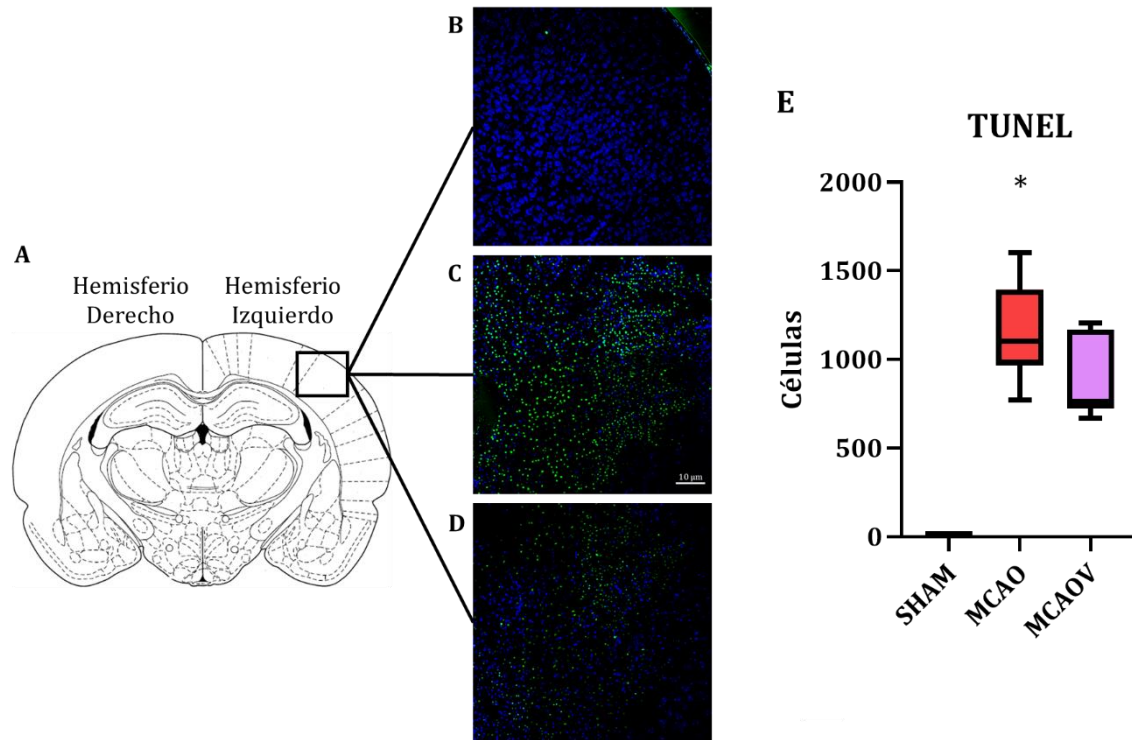 A
Hemisferio
Derecho
Hemisferio
Izquierdo
B
C
10 µm
D
E
TUNEL
*
Células
2000
1500
1000
500
0
SHAM
MCAO
MCAOV